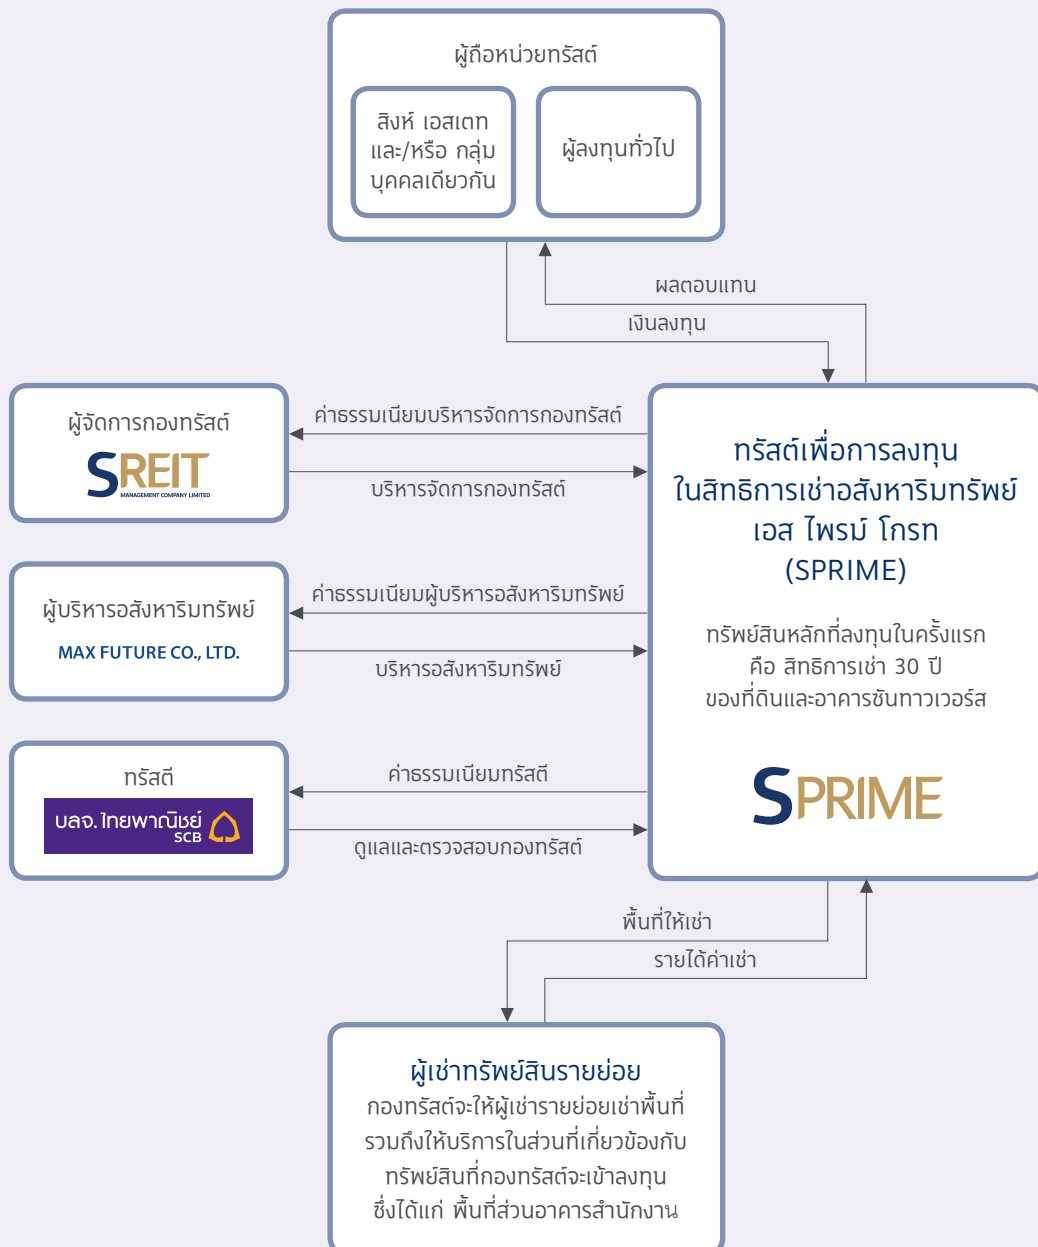 ผู้ถือหน่วยทรัสต์
สิงห์ เอสเตท
และ/หรือ กลุ่ม
บุคคลเดียวกัน
ผู้ลงทุนทั่วไป
ผลตอบแทน
เงินลงทุน
ผู้จัดการกองทรัสต์
SREIT
MANAGEMENT COMPANY LIMITED
ค่าธรรมเนียมบริหารจัดการกองทรัสต์
บริหารจัดการกองทรัสต์
ผู้บริหารอสังหาริมทรัพย์
MAX FUTURE CO., LTD.
ค่าธรรมเนียมผู้บริหารอสังหาริมทรัพย์
บริหารอสังหาริมทรัพย์
ทรัสตี
บลจ. ไทยพาณิชย์
SCB
ค่าธรรมเนียมทรัสตี
ดูแลและตรวจสอบกองทรัสต์
ทรัสต์เพื่อการลงทุน
ในสิทธิการเช่าอสังหาริมทรัพย์
เอส ไพรม์ โกรท
(SPRIME)
ทรัพย์สินหลักที่ลงทุนในครั้งแรก
คือ สิทธิการเช่า 30 ปี
ของที่ดินและอาคารซันทาวเวอร์ส
SPRIME
พื้นที่ให้เช่า
รายได้ค่าเช่า
ผู้เช่าทรัพย์สินรายย่อย
กองทรัสต์จะให้ผู้เช่ารายย่อยเช่าพื้นที่
รวมถึงให้บริการในส่วนที่เกี่ยวข้องกับ
ทรัพย์สินที่กองทรัสต์จะเข้าลงทุน
ซึ่งได้แก่ พื้นที่ส่วนอาคารสำนักงาน